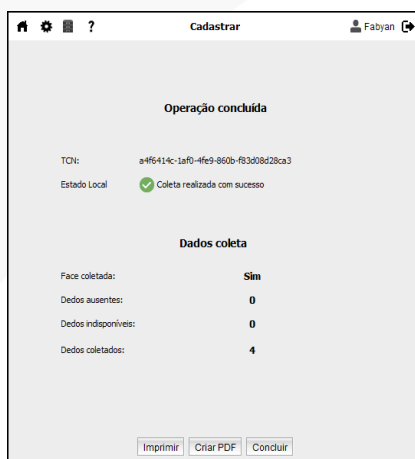 ? Cadastrar Fabyan
Operação concluída
TCN: a4f6414c-1af0-4fe9-860b-f83d08d28ca3
Estado Local Coleta realizada com sucesso
Dados coleta
Face coletada: Sim
Dedos ausentes: 0
Dedos indisponíveis: 0
Dedos coletados: 4
Imprimir Criar PDF Concluir